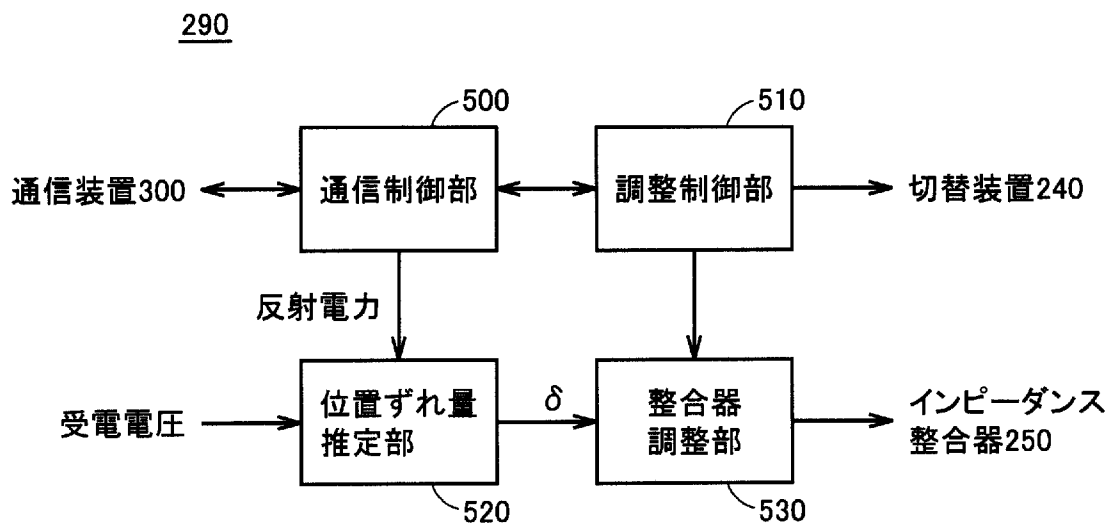 290
500
510
通信装置300
通信制御部
調整制御部
切替装置240
反射電力
受電電圧
位置ずれ量
推定部
δ
整合器
調整部
インピーダンス
整合器250
520
530